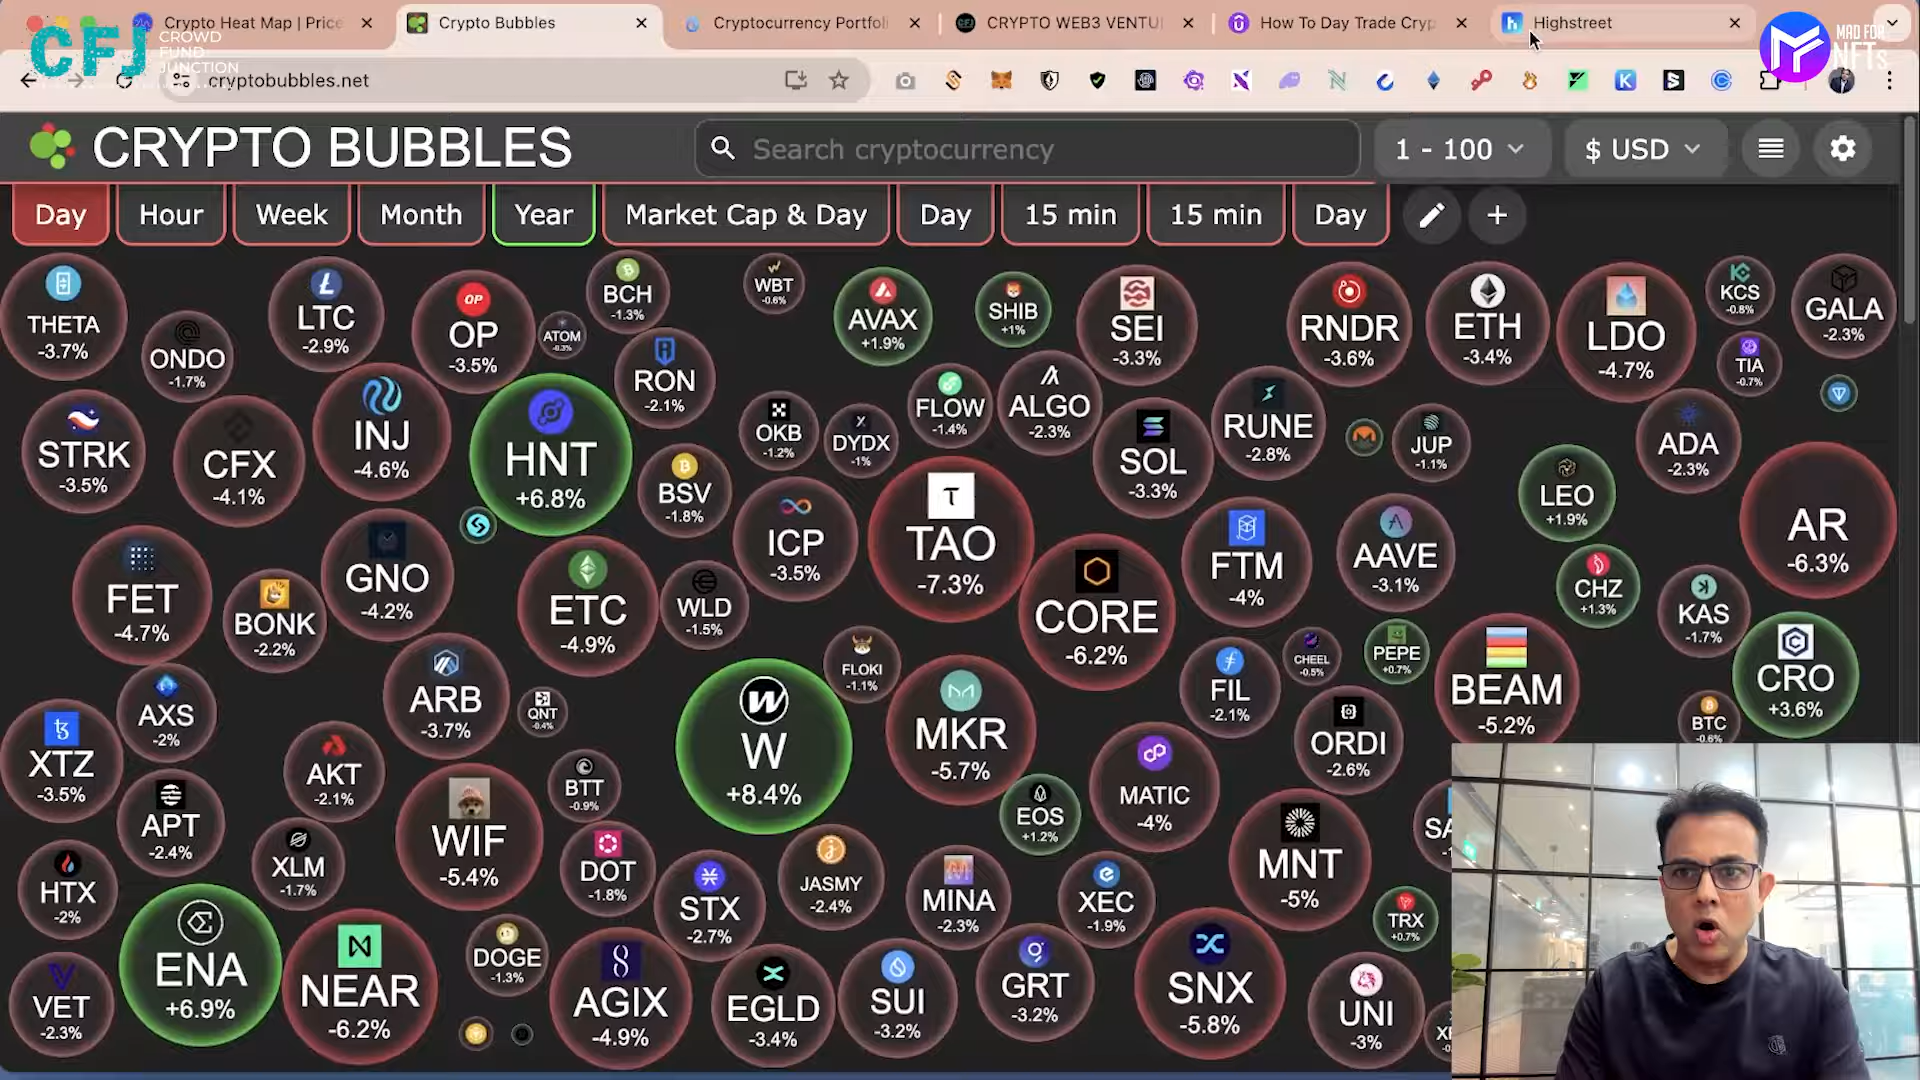 Crypto Heat Map | Price
Crypto Bubbles
Cryptocurrency Portfoli
CRYPTO WEB3 VENTU
How To Day Trade Cryp
Highstreet
CFJ
CROWD
FUND
JUNCTION
MAD FOR
NFTs
cryptobubbles.net
CRYPTO BUBBLES
Search cryptocurrency
1 - 100
$ USD
Day
Hour
Week
Month
Year
Market Cap & Day
Day
15 min
15 min
Day
THETA
-3.7%
ONDO
-1.7%
LTC
-2.9%
OP
-3.5%
ATOM
-0.3%
BCH
-1.3%
RON
-2.1%
WBT
-0.6%
AVAX
+1.9%
SHIB
+1%
SEI
-3.3%
RNDR
-3.6%
ETH
-3.4%
LDO
-4.7%
KCS
-0.8%
TIA
-0.7%
GALA
-2.3%
STRK
-3.5%
CFX
-4.1%
INJ
-4.6%
HNT
+6.8%
BSV
-1.8%
OKB
-1.2%
DYDX
-1%
FLOW
-1.4%
ALGO
-2.3%
SOL
-3.3%
RUNE
-2.8%
JUP
-1.1%
LEO
+1.9%
ADA
-2.3%
AR
-6.3%
FET
-4.7%
BONK
-2.2%
GNO
-4.2%
ETC
-4.9%
WLD
-1.5%
ICP
-3.5%
TAO
-7.3%
CORE
-6.2%
FTM
-4%
AAVE
-3.1%
CHZ
+1.3%
KAS
-1.7%
CRO
+3.6%
XTZ
-3.5%
AXS
-2%
ARB
-3.7%
QNT
-0.4%
W
+8.4%
FLOKI
-1.1%
MKR
-5.7%
FIL
-2.1%
CHEEL
-0.5%
PEPE
+0.7%
BEAM
-5.2%
BTC
-0.6%
APT
-2.4%
AKT
-2.1%
WIF
-5.4%
BTT
-0.9%
EOS
+1.2%
MATIC
-4%
ORDI
-2.6%
HTX
-2%
XLM
-1.7%
DOT
-1.8%
STX
-2.7%
JASMY
-2.4%
MINA
-2.3%
XEC
-1.9%
MNT
-5%
TRX
+0.7%
SA
VET
-2.3%
ENA
+6.9%
NEAR
-6.2%
DOGE
-1.3%
AGIX
-4.9%
EGLD
-3.4%
SUI
-3.2%
GRT
-3.2%
SNX
-5.8%
UNI
-3%